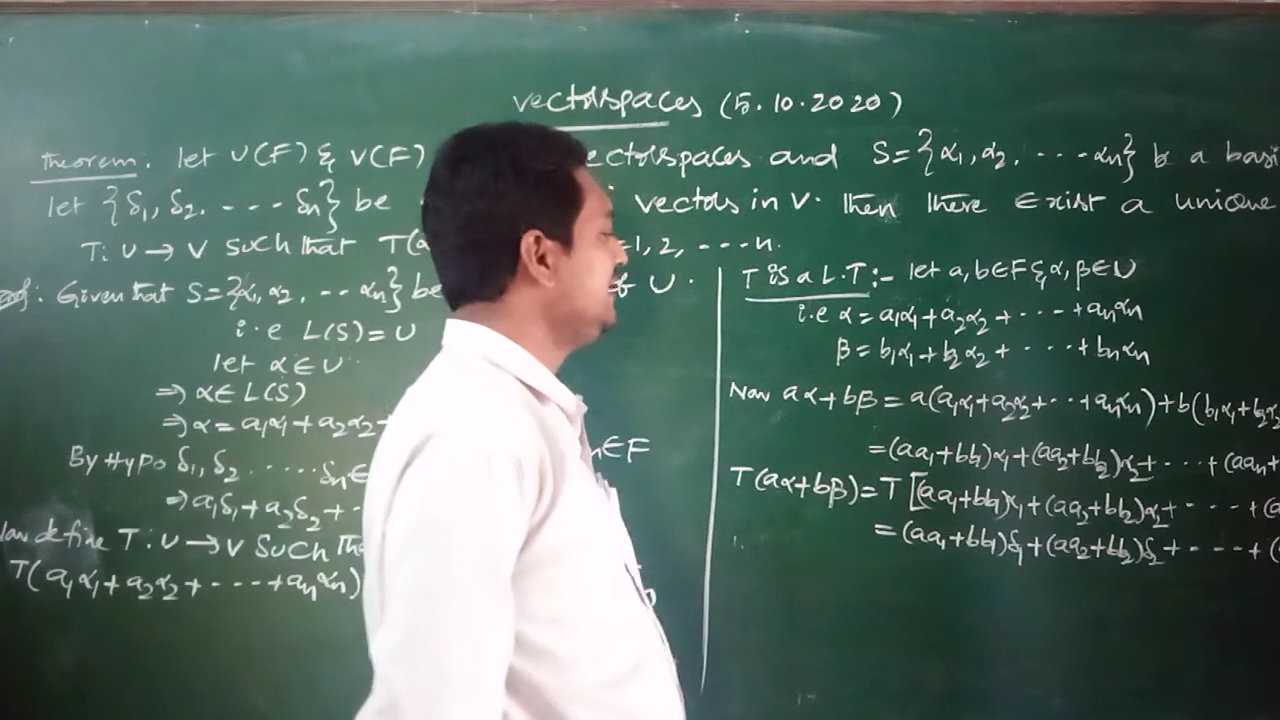 vectorspaces (5.10.2020)
Theorem. let U(F) & V(F) vectorspaces and S={α₁,α₂,····αn} be a basi
let {δ₁,δ₂.----δn} be vectors in V. Then there exist a unique
T:U→V such that T(α =1,2,---n.
Given that S={α₁,α₂,--αn} be of U.
i.e L(S)=U
let α∈U
⇒α∈L(S)
⇒α=a₁α₁+a₂α₂+ n∈F
By Hypo δ₁,δ₂.....δn∈
⇒a₁δ₁+a₂δ₂+--
define T:U→V such tha
T(a₁α₁+a₂α₂+---+anαn)
T is a L.T:- let a,b∈F & α,β∈U
i.e α=a₁α₁+a₂α₂+····+anαn
β=b₁α₁+b₂α₂+····+bnαn
Now aα+bβ=a(a₁α₁+a₂α₂+··+anαn)+b(b₁α₁+b₂α₂
=(aa₁+bb₁)α₁+(aa₂+bb₂)α₂+···+(aan+
T(aα+bβ)=T[(aa₁+bb₁)α₁+(aa₂+bb₂)α₂+---+(a
=(aa₁+bb₁)δ₁+(aa₂+bb₂)δ₂+----+(